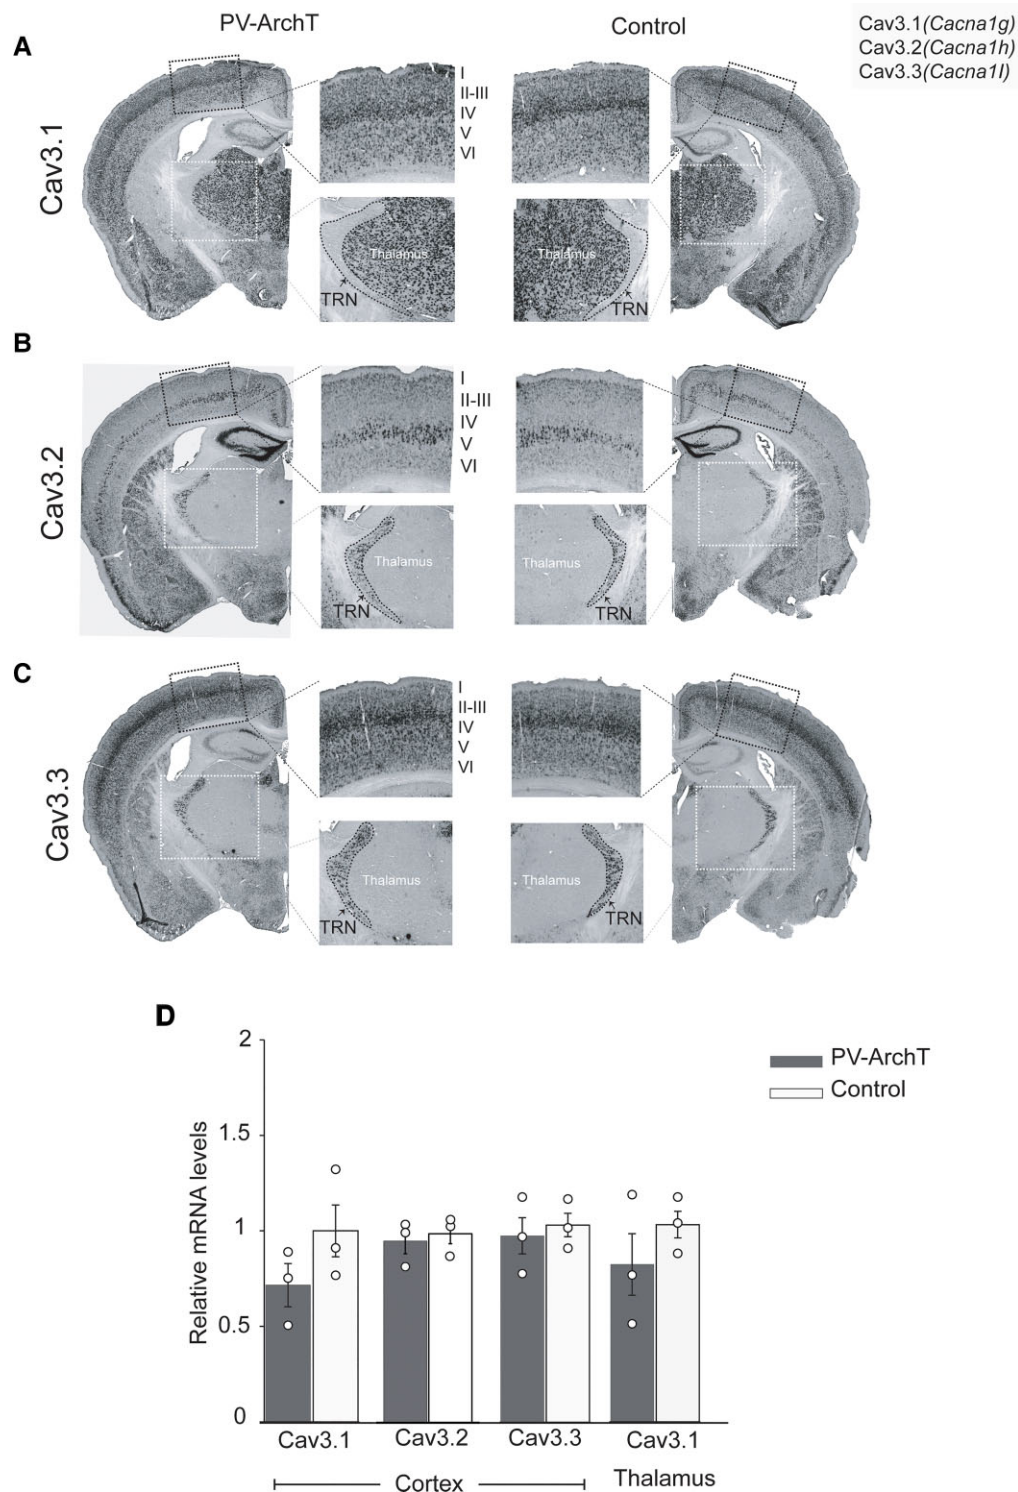 PV-ArchT
Control
Cav3.1(Cacna1g)
Cav3.2(Cacna1h)
Cav3.3(Cacna1I)
A
Cav3.1
I
II-III
IV
V
VI
Thalamus
TRN
Thalamus
TRN
B
Cav3.2
I
II-III
IV
V
VI
Thalamus
TRN
Thalamus
TRN
C
Cav3.3
I
II-III
IV
V
VI
Thalamus
TRN
Thalamus
TRN
D
Relative mRNA levels
2
1.5
1
0.5
0
PV-ArchT
Control
Cav3.1 Cav3.2 Cav3.3 Cav3.1
Cortex Thalamus